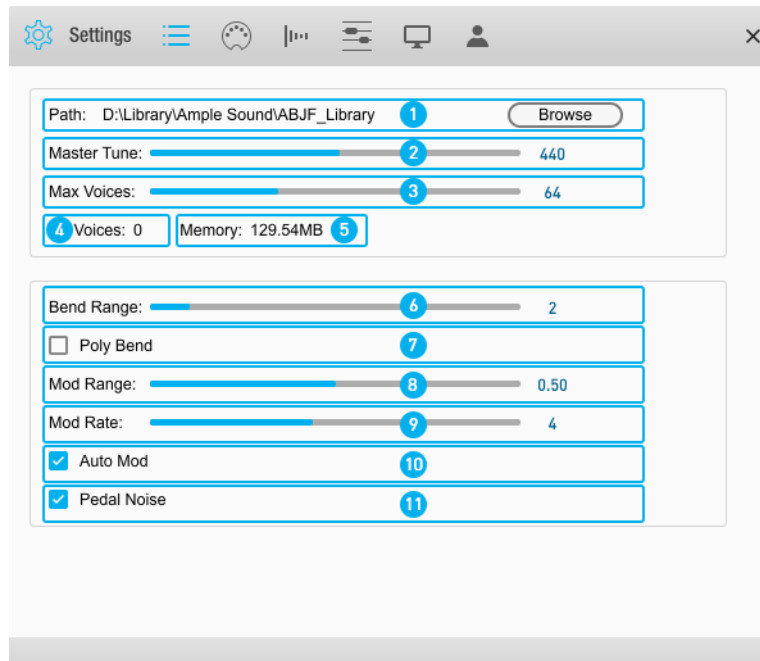 Settings
Path: D:\Library\Ample Sound\ABJF_Library 1 Browse
Master Tune: 2 440
Max Voices: 3 64
4 Voices: 0 Memory: 129.54MB 5
Bend Range: 6 2
Poly Bend 7
Mod Range: 8 0.50
Mod Rate: 9 4
Auto Mod 10
Pedal Noise 11